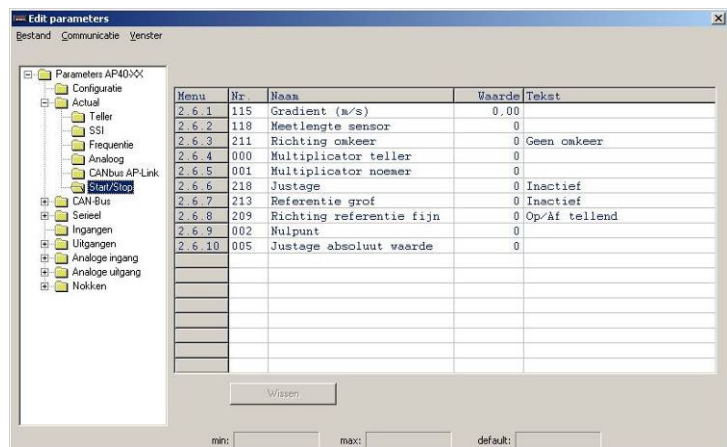 Edit parameters
Bestand Communicatie Venster
Parameters AP40-XX
Configuratie
Actual
Teller
SSI
Frequentie
Analoog
CANbus AP-Link
Start/Stop
CAN-Bus
Serieel
Ingangen
Uitgangen
Analoge ingang
Analoge uitgang
Nokken
Menu Nr. Naam Waarde Tekst
2.6.1 115 Gradient (m/s) 0,00
2.6.2 118 Meetlengte sensor 0
2.6.3 211 Richting omkeer 0 Geen omkeer
2.6.4 000 Multiplicator teller 0
2.6.5 001 Multiplicator noemer 0
2.6.6 218 Justage 0 Inactief
2.6.7 213 Referentie grof 0 Inactief
2.6.8 209 Richting referentie fijn 0 Op/Af tellend
2.6.9 002 Nulpunt 0
2.6.10 005 Justage absoluut waarde 0
Wissen
min: max: default: